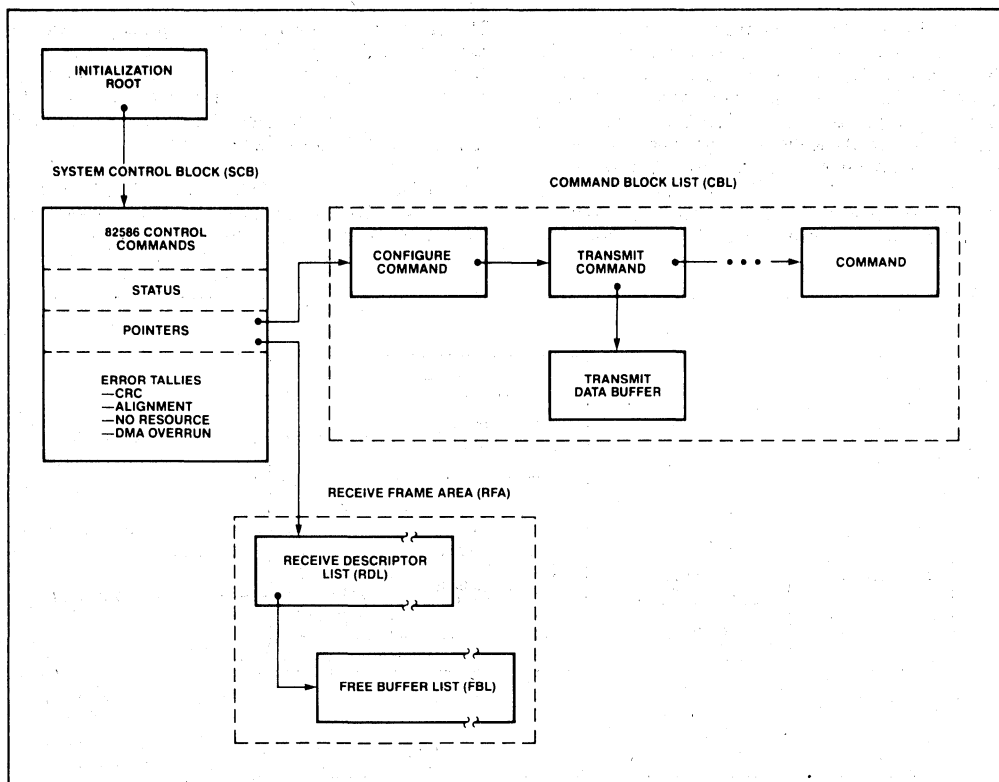 INITIALIZATION
ROOT
SYSTEM CONTROL BLOCK (SCB)
82586 CONTROL
COMMANDS
STATUS
POINTERS
ERROR TALLIES
—CRC
—ALIGNMENT
—NO RESOURCE
—DMA OVERRUN
COMMAND BLOCK LIST (CBL)
CONFIGURE
COMMAND
TRANSMIT
COMMAND
COMMAND
TRANSMIT
DATA BUFFER
RECEIVE FRAME AREA (RFA)
RECEIVE DESCRIPTOR
LIST (RDL)
FREE BUFFER LIST (FBL)